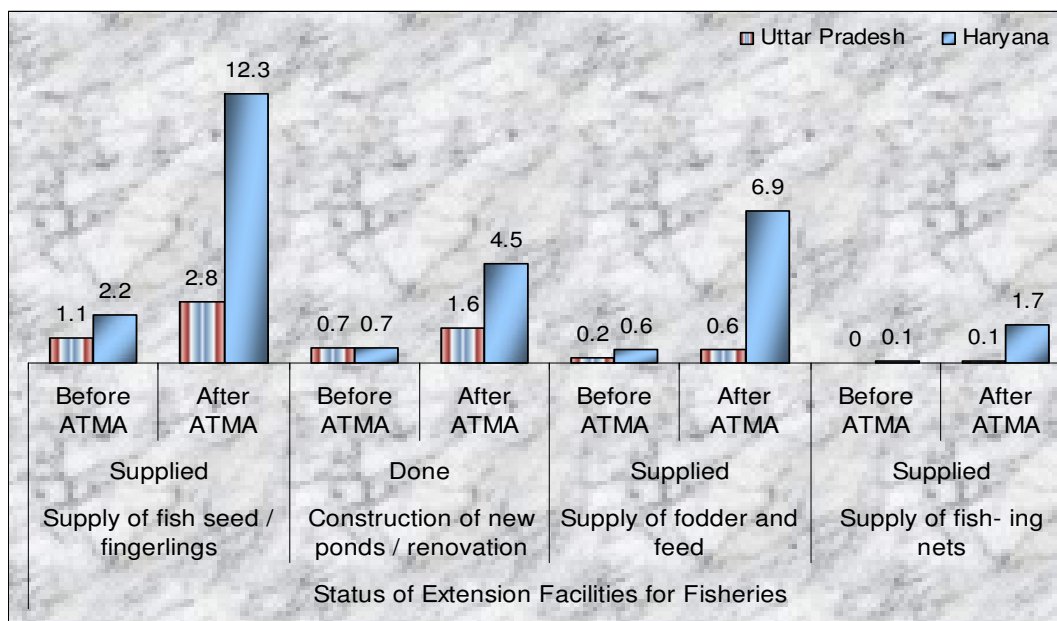 Uttar Pradesh Haryana
12.3
6.9
4.5
2.8
2.2
1.1
1.6
0.7 0.7
0.2 0.6
0.6
0 0.1
0.1 1.7
Before After Before After Before After Before After
ATMA ATMA ATMA ATMA ATMA ATMA ATMA ATMA
Supplied Done Supplied Supplied
Supply of fish seed / Construction of new Supply of fodder and Supply of fish- ing
fingerlings ponds / renovation feed nets
Status of Extension Facilities for Fisheries